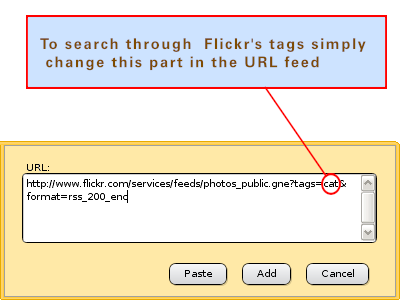 To search through Flickr's tags simply
change this part in the URL feed
URL:
http://www.flickr.com/services/feeds/photos_public.gne?tags=cat&
format=rss_200_enc
Paste Add Cancel